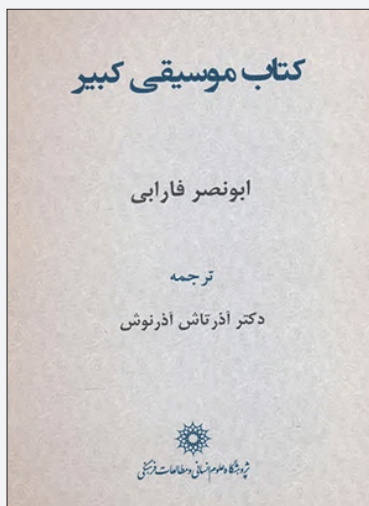 کتاب موسیقی کبیر
ابونصر فارابی
ترجمه
دکتر آذرتاش آذرنوش
پژوهشگاه علوم انسانی و مطالعات فرهنگی